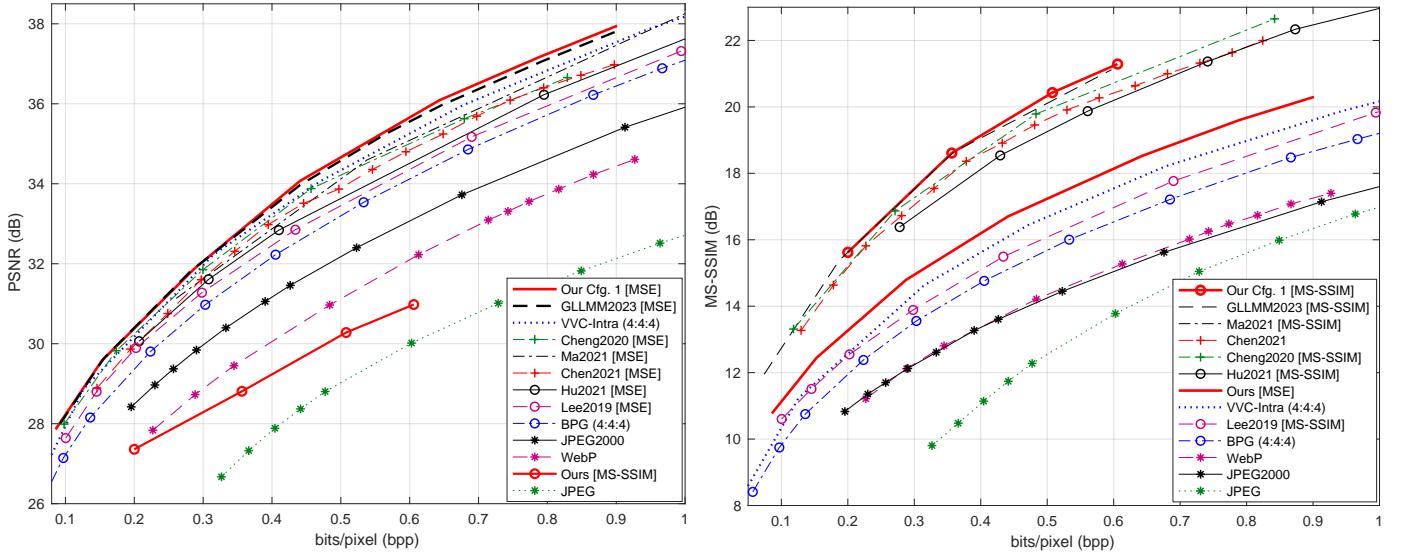 38
36
34
32
30
28
26
PSNR (dB)
0.1 0.2 0.3 0.4 0.5 0.6 0.7 0.8 0.9 1
bits/pixel (bpp)
Our Cfg. 1 [MSE]
GLLMM2023 [MSE]
VVC-Intra (4:4:4)
Cheng2020 [MSE]
Ma2021 [MSE]
Chen2021 [MSE]
Hu2021 [MSE]
Lee2019 [MSE]
BPG (4:4:4)
JPEG2000
WebP
Ours [MS-SSIM]
JPEG
22
20
18
16
14
12
10
8
MS-SSIM (dB)
0.1 0.2 0.3 0.4 0.5 0.6 0.7 0.8 0.9 1
bits/pixel (bpp)
Our Cfg. 1 [MS-SSIM]
GLLMM2023 [MS-SSIM]
Ma2021 [MS-SSIM]
Chen2021
Cheng2020 [MS-SSIM]
Hu2021 [MS-SSIM]
Ours [MSE]
VVC-Intra (4:4:4)
Lee2019 [MS-SSIM]
BPG (4:4:4)
WebP
JPEG2000
JPEG